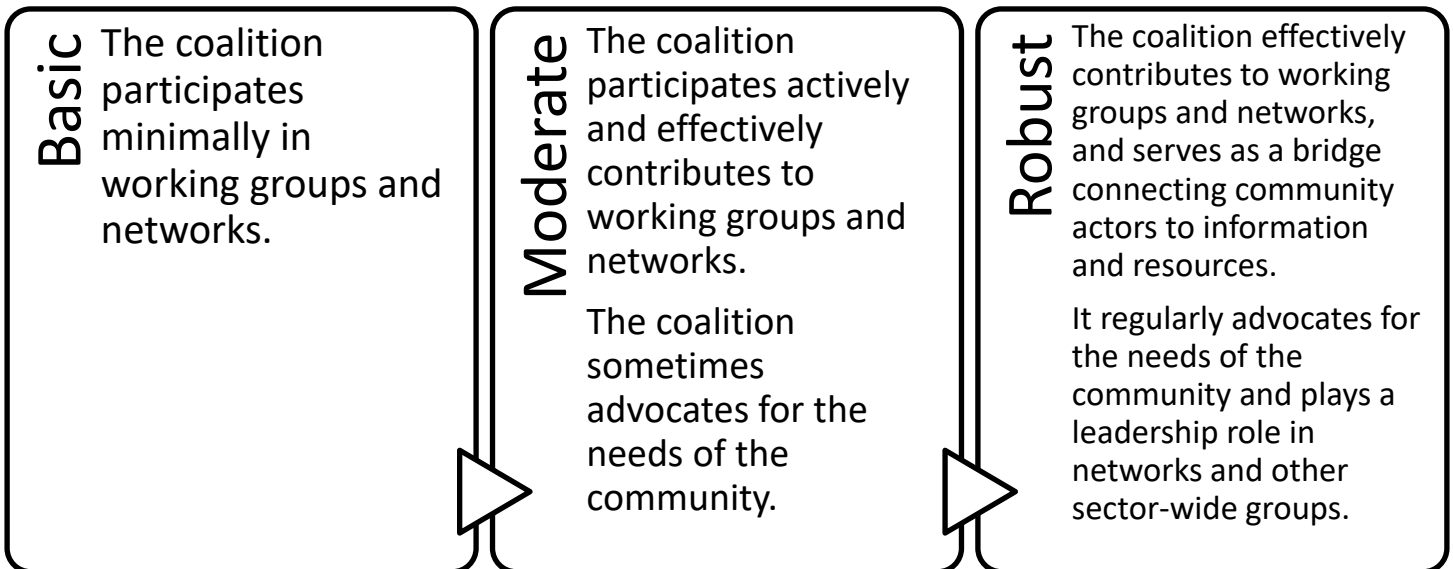 Basic
The coalition
participates
minimally in
working groups and
networks.
Moderate
The coalition
participates actively
and effectively
contributes to
working groups and
networks.
The coalition
sometimes
advocates for the
needs of the
community.
Robust
The coalition effectively
contributes to working
groups and networks,
and serves as a bridge
connecting community
actors to information
and resources.
It regularly advocates for
the needs of the
community and plays a
leadership role in
networks and other
sector-wide groups.